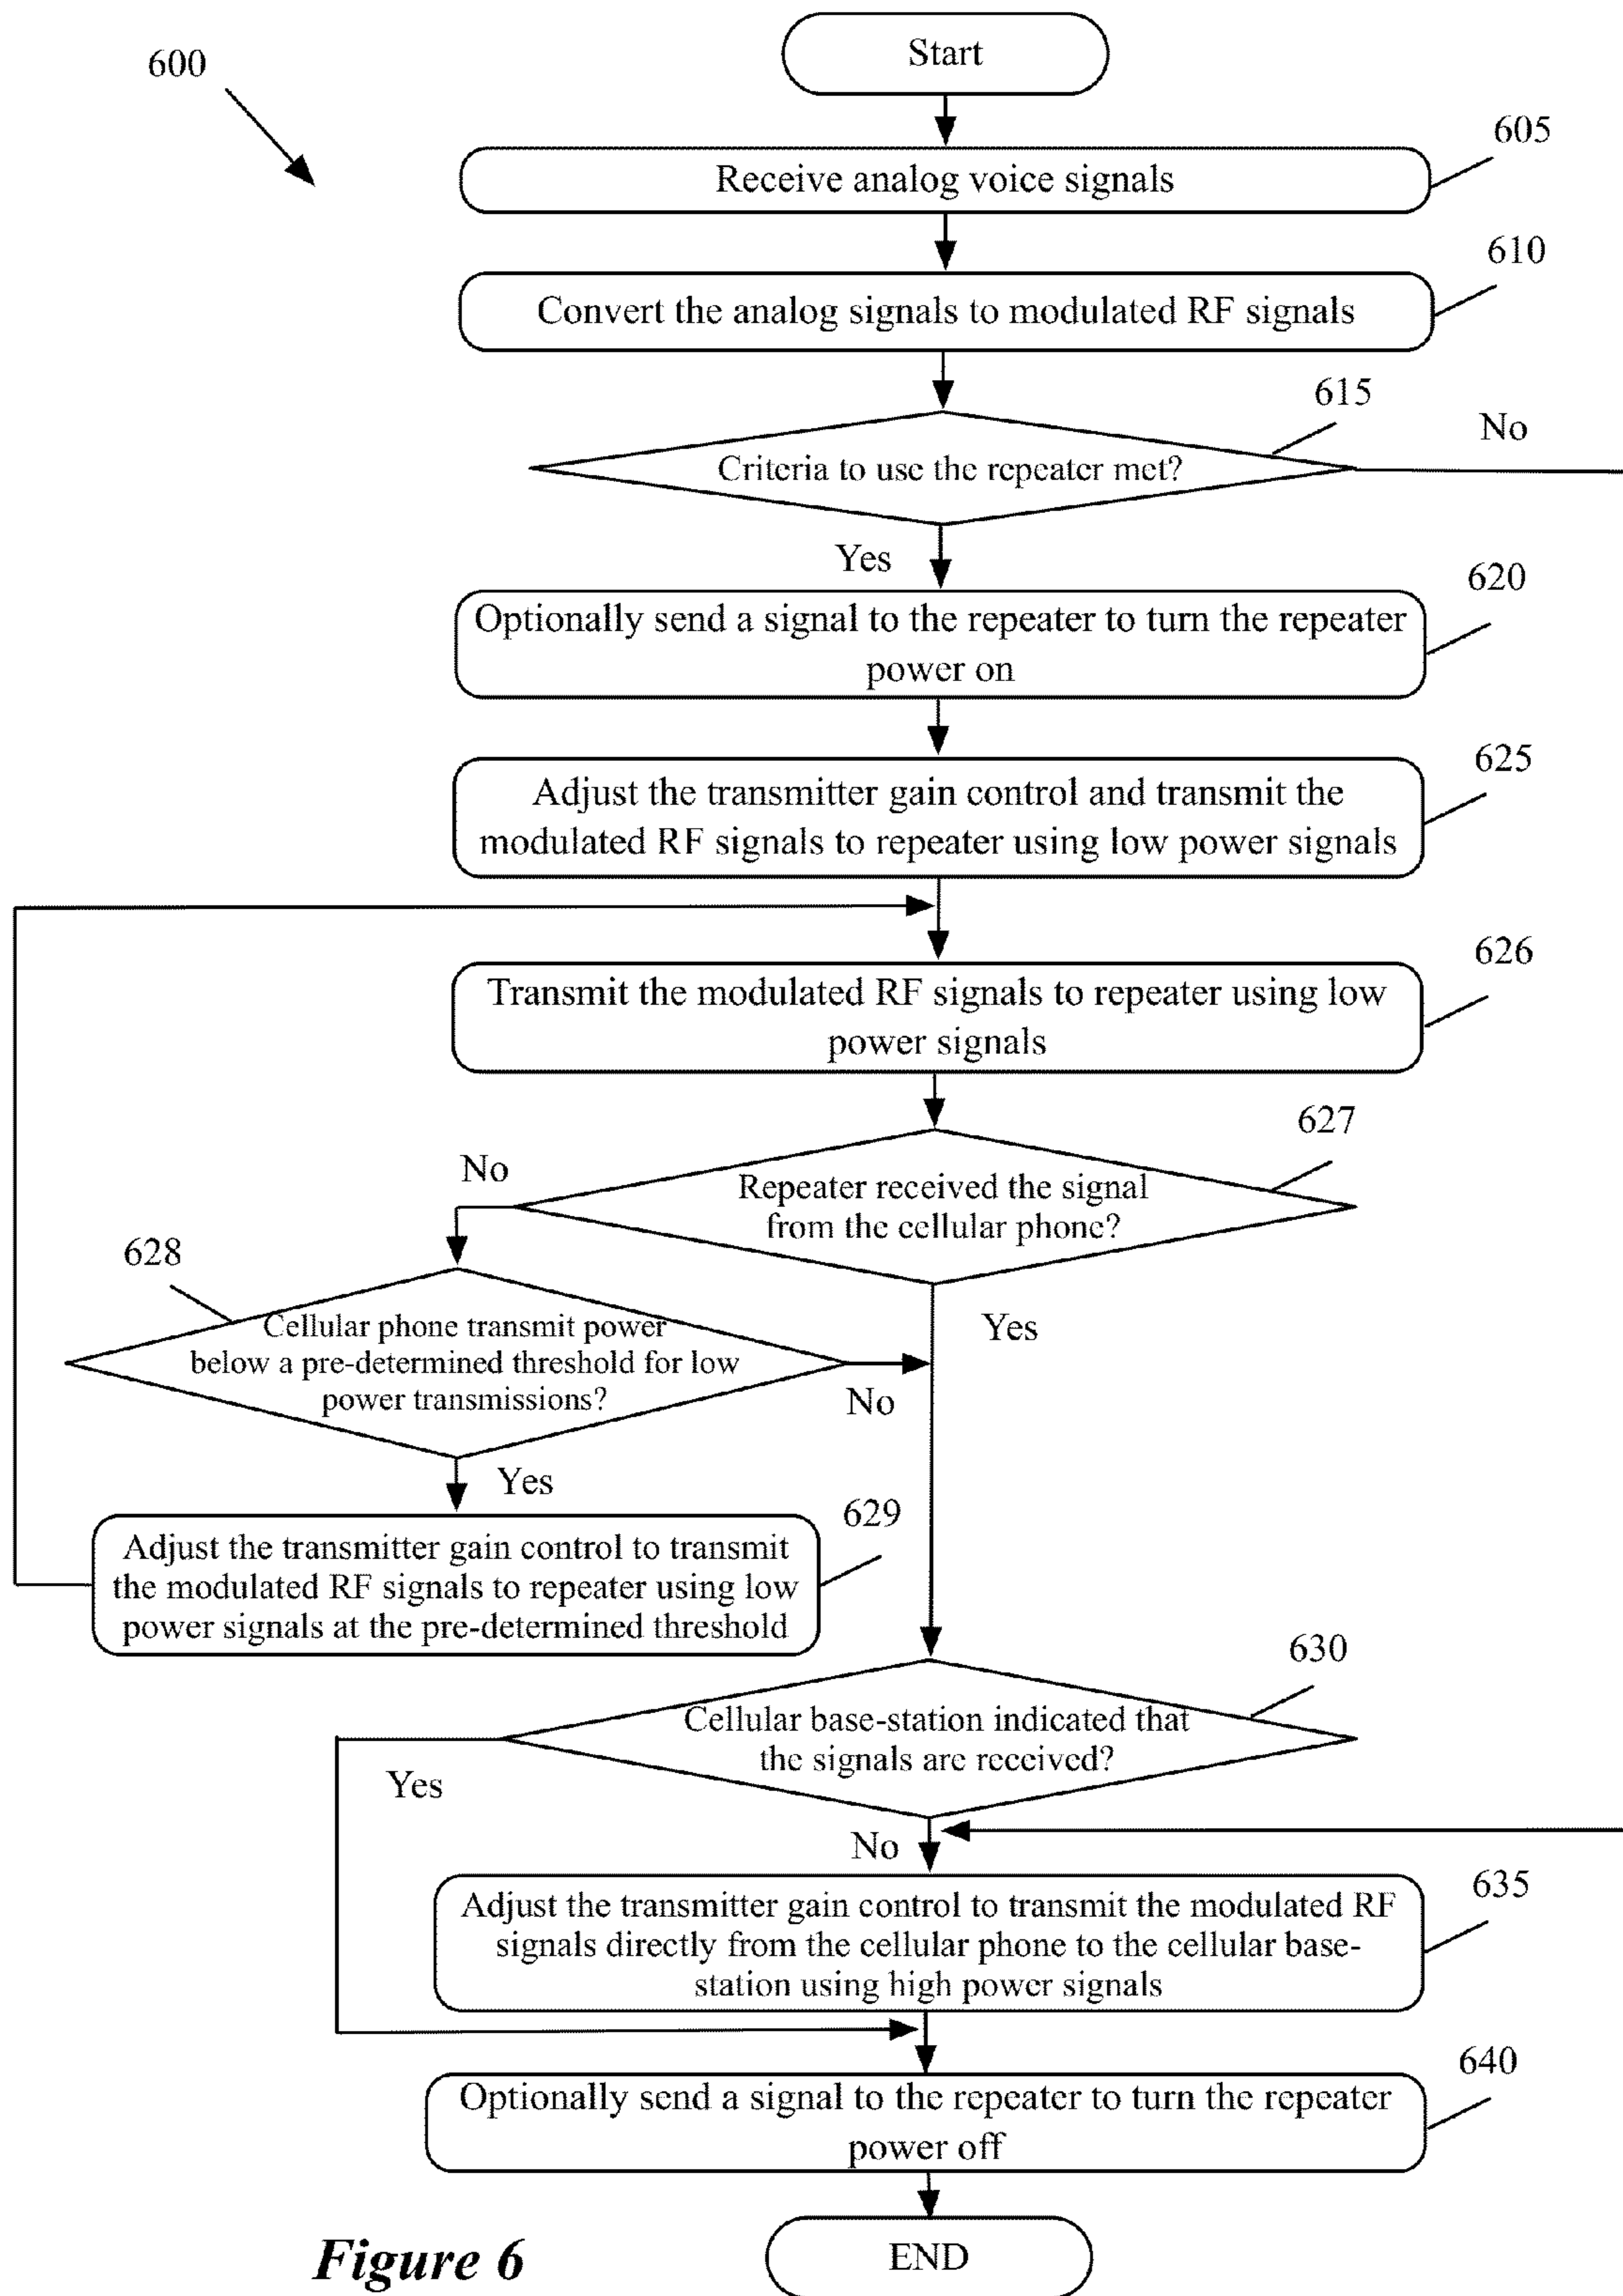 600
Start
605
Receive analog voice signals
610
Convert the analog signals to modulated RF signals
615
No
Criteria to use the repeater met?
Yes
620
Optionally send a signal to the repeater to turn the repeater
power on
625
Adjust the transmitter gain control and transmit the
modulated RF signals to repeater using low power signals
626
Transmit the modulated RF signals to repeater using low
power signals
627
No
Repeater received the signal
from the cellular phone?
628
Yes
Cellular phone transmit power
below a pre-determined threshold for low
power transmissions?
No
Yes
629
Adjust the transmitter gain control to transmit
the modulated RF signals to repeater using low
power signals at the pre-determined threshold
630
Cellular base-station indicated that
the signals are received?
Yes
No
635
Adjust the transmitter gain control to transmit the modulated RF
signals directly from the cellular phone to the cellular base-
station using high power signals
640
Optionally send a signal to the repeater to turn the repeater
power off
END
Figure 6